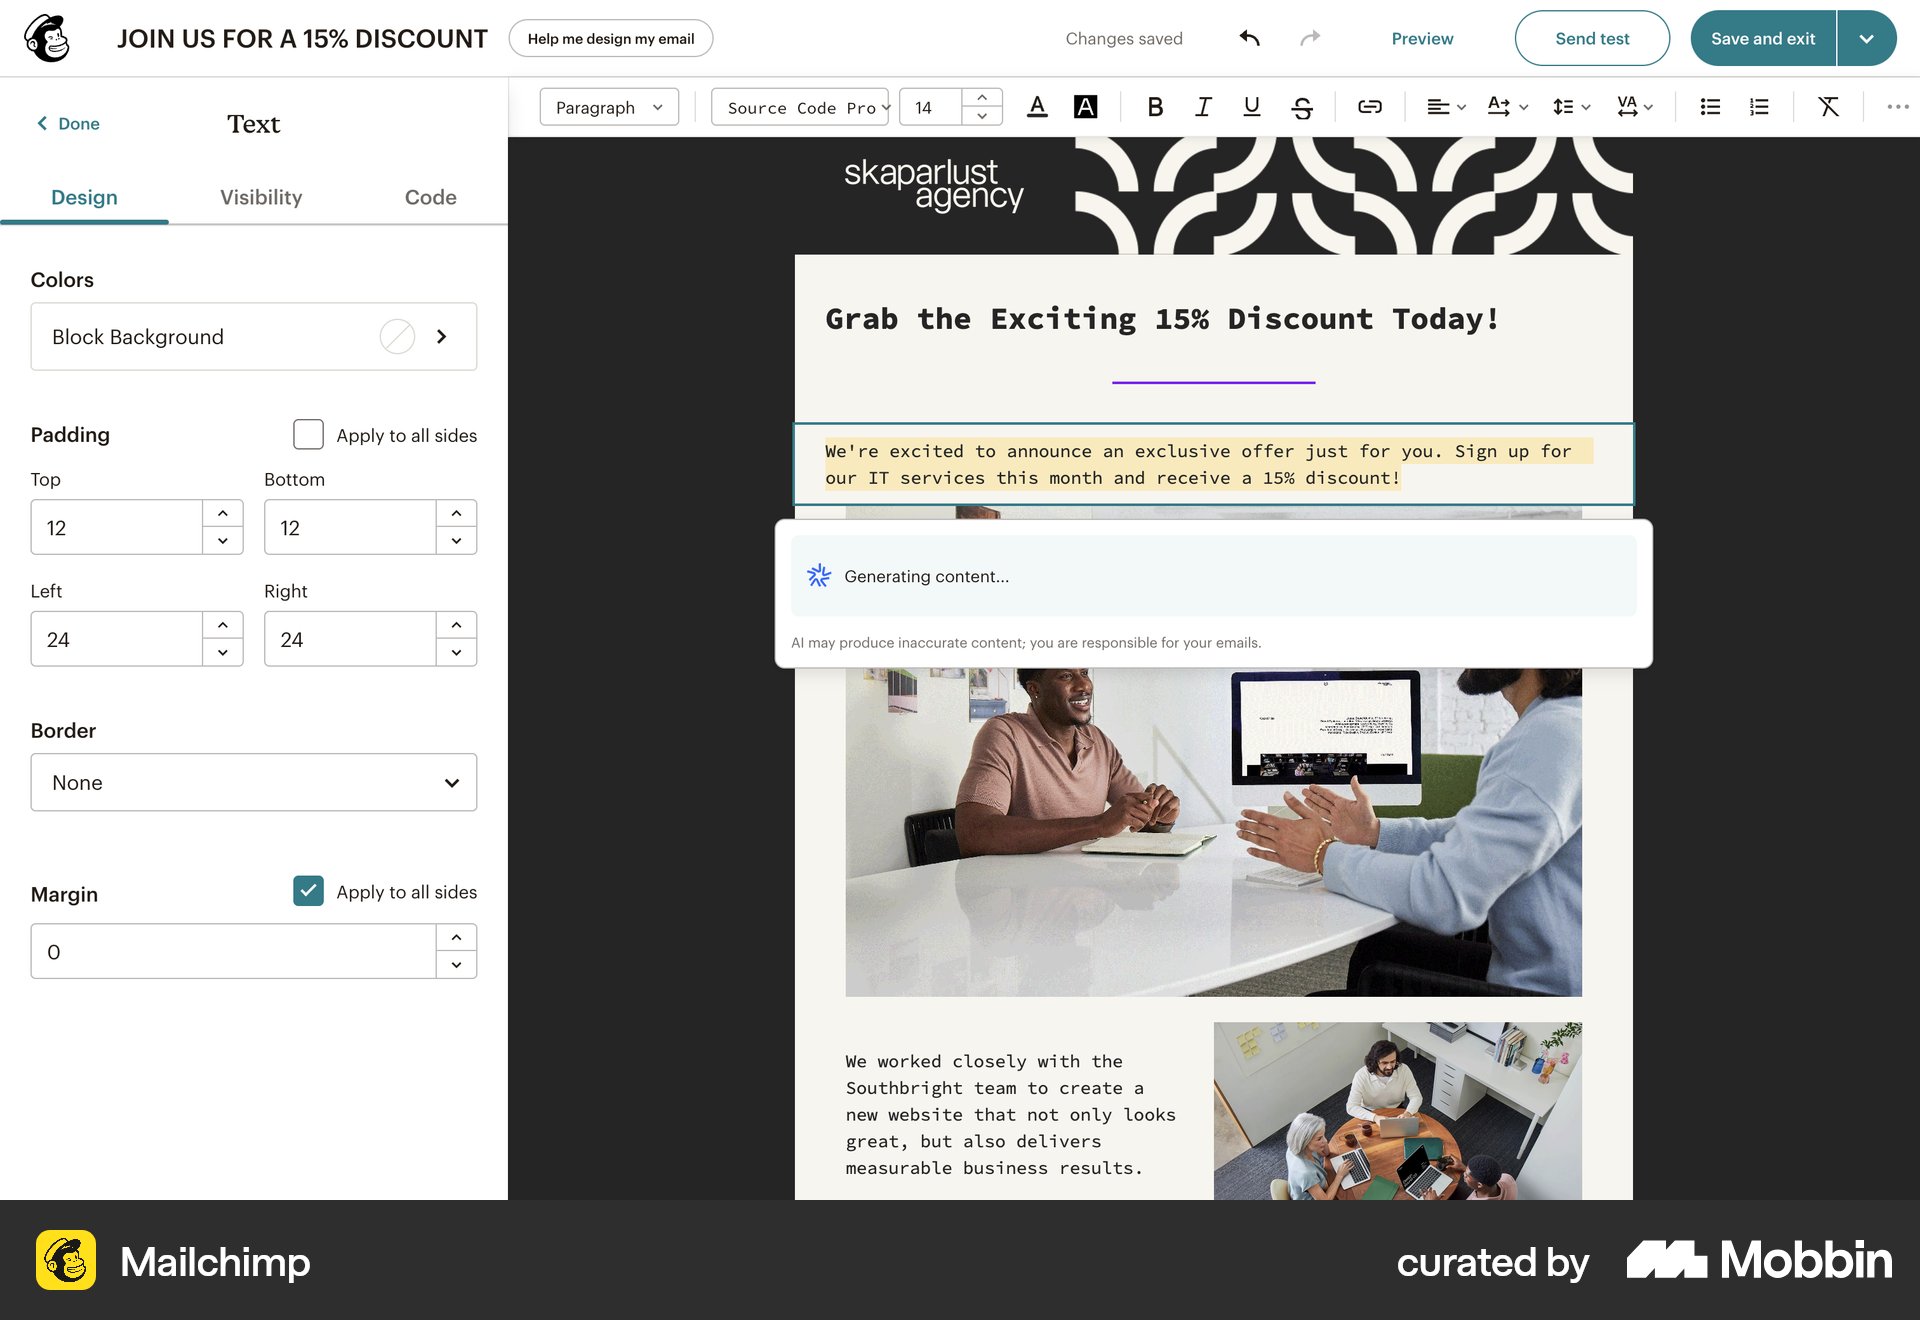 JOIN US FOR A 15% DISCOUNT
Help me design my email
Changes saved
Preview
Send test
Save and exit
Done
Text
Paragraph
Source Code Pro
14
Design
Visibility
Code
Colors
Block Background
Padding
Apply to all sides
Top
Bottom
12
12
Left
Right
24
24
Border
None
Margin
Apply to all sides
0
skaparlust
agency
Grab the Exciting 15% Discount Today!
We're excited to announce an exclusive offer just for you. Sign up for
our IT services this month and receive a 15% discount!
Generating content...
AI may produce inaccurate content; you are responsible for your emails.
We worked closely with the
Southbright team to create a
new website that not only looks
great, but also delivers
measurable business results.
Mailchimp
curated by
Mobbin